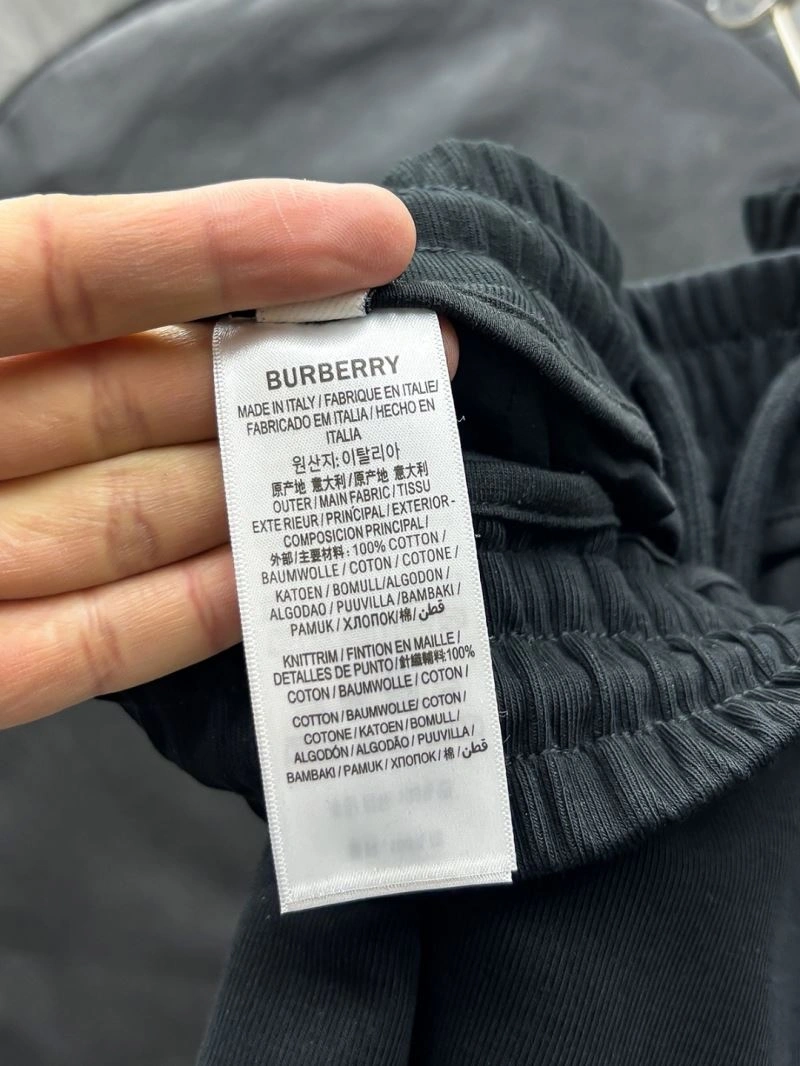 BURBERRY
MADE IN ITALY / FABRIQUE EN ITALIE/
FABRICADO EM ITALIA / HECHO EN
ITALIA
원산지: 이탈리아
原产地 意大利/原产地 意大利
OUTER / MAIN FABRIC / TISSU
EXTE RIEUR / PRINCIPAL / EXTERIOR -
COMPOSICION PRINCIPAL /
外部/主要材料: 100% COTTON /
BAUMWOLLE / COTON / COTONE /
KATOEN / BOMULL/ALGODON /
ALGODAO / PUUVILLA /BAMBAKI /
PAMUK / ХЛОПОК/棉/ قطن
KNITTRIM / FINTION EN MAILLE /
DETALLES DE PUNTO/針織輔料:100%
COTON / BAUMWOLLE / COTON /
COTTON / BAUMWOLLE/ COTON /
COTONE / KATOEN / BOMULL/
ALGODÓN / ALGODÃO / PUUVILLA /
BAMBAKI / PAMUK / ХЛОПОК / 棉 / قطن